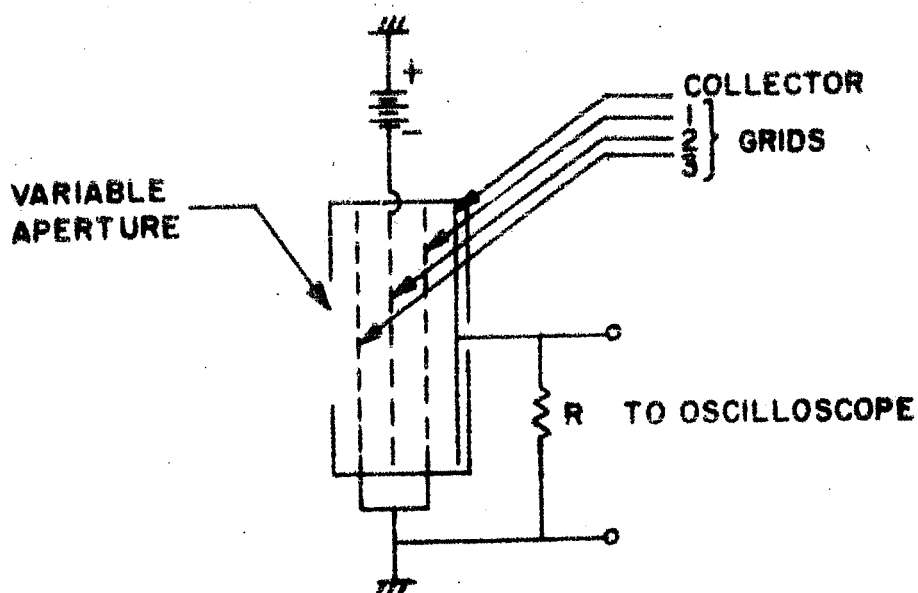 +
-
COLLECTOR
1
2
3
GRIDS
VARIABLE
APERTURE
R
TO OSCILLOSCOPE